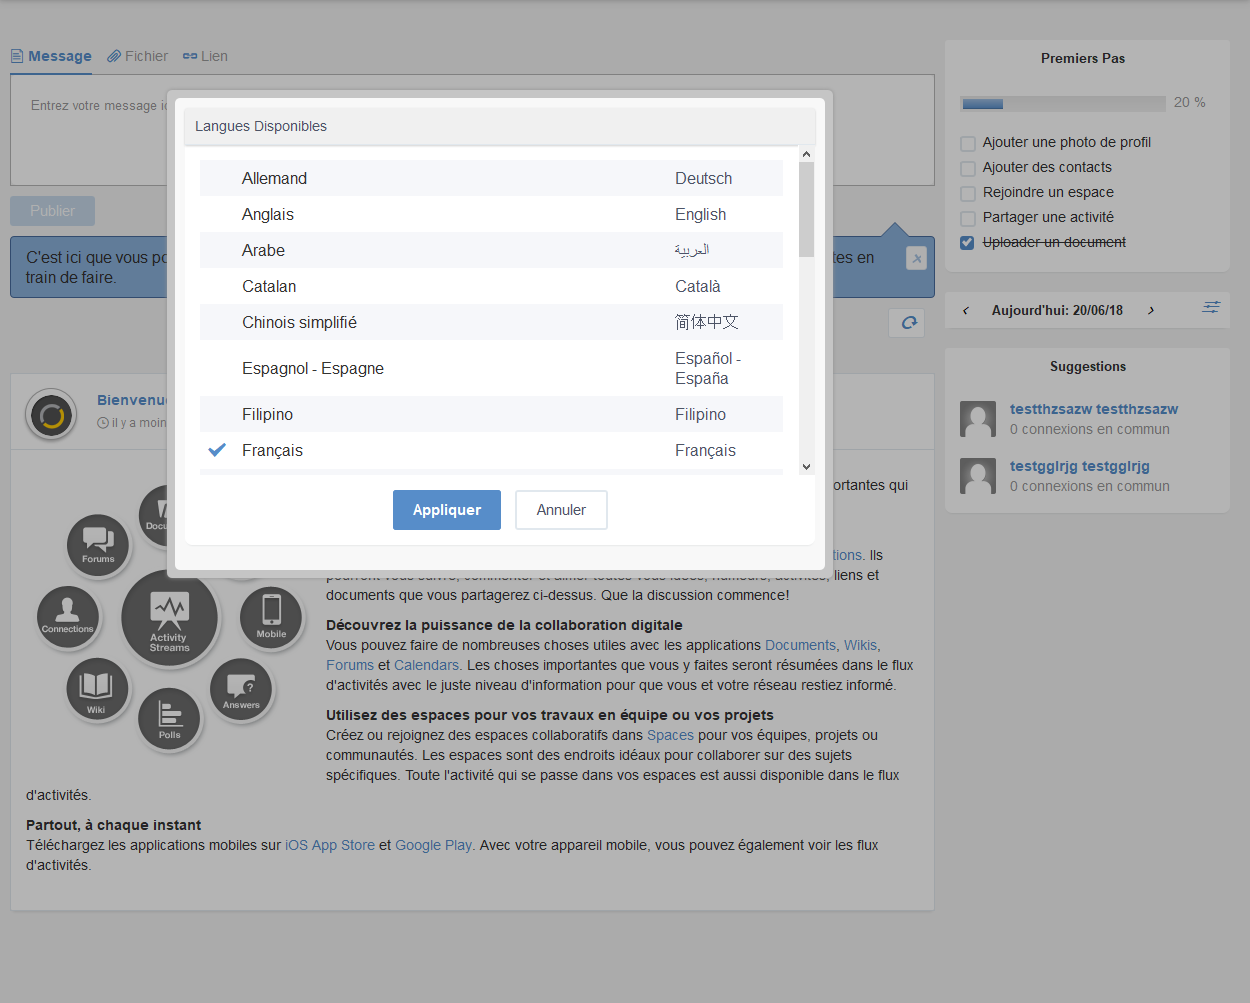 Message
Fichier
Lien
Entrez votre message
Publier
C'est ici que vous
tes en
train de faire.
Langues Disponibles
Allemand Deutsch
Anglais English
Arabe العربية
Catalan Català
Chinois simplifié 简体中文
Espagnol - Espagne Español - España
Filipino Filipino
Français Français
Appliquer
Annuler
Bienvenue
il y a moin
ortantes qui
tions. Ils
pourront vous suivre, commenter et aimer toutes vous idées, humeurs, activités, liens et
documents que vous partagerez ci-dessus. Que la discussion commence!
Découvrez la puissance de la collaboration digitale
Vous pouvez faire de nombreuses choses utiles avec les applications Documents, Wikis,
Forums et Calendars. Les choses importantes que vous y faites seront résumées dans le flux
d'activités avec le juste niveau d'information pour que vous et votre réseau restiez informé.
Utilisez des espaces pour vos travaux en équipe ou vos projets
Créez ou rejoignez des espaces collaboratifs dans Spaces pour vos équipes, projets ou
communautés. Les espaces sont des endroits idéaux pour collaborer sur des sujets
spécifiques. Toute l'activité qui se passe dans vos espaces est aussi disponible dans le flux
d'activités.
Partout, à chaque instant
Téléchargez les applications mobiles sur iOS App Store et Google Play. Avec votre appareil mobile, vous pouvez également voir les flux
d'activités.
Docu
Forums
Connections
Activity
Streams
Mobile
Wiki
Answers
Polls
Premiers Pas
20 %
Ajouter une photo de profil
Ajouter des contacts
Rejoindre un espace
Partager une activité
Uploader un document
Aujourd'hui: 20/06/18
Suggestions
testthzsazw testthzsazw
0 connexions en commun
testgglrjg testgglrjg
0 connexions en commun